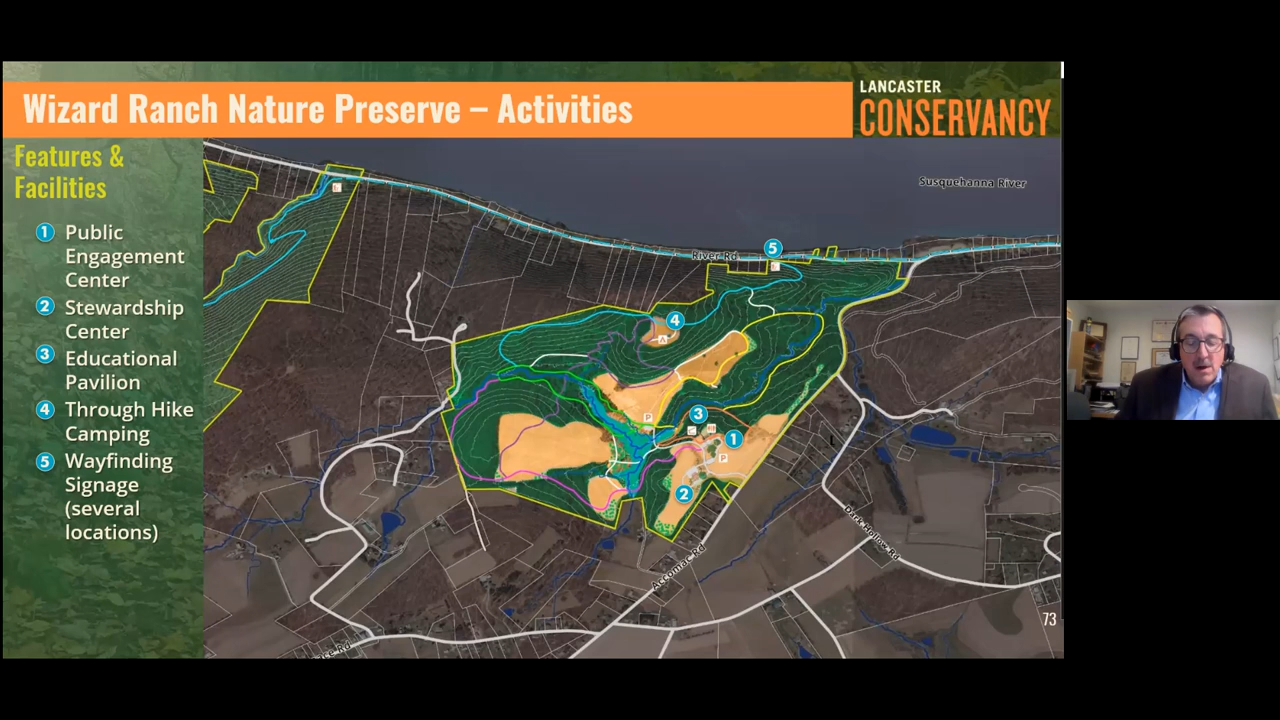 Wizard Ranch Nature Preserve – Activities
LANCASTER
CONSERVANCY
Features &
Facilities
1 Public
Engagement
Center
2 Stewardship
Center
3 Educational
Pavilion
4 Through Hike
Camping
5 Wayfinding
Signage
(several
locations)
Susquehanna River
River Rd
5
4
3
1
2
P
P
Accomac Rd
Dark Hollow Rd
73